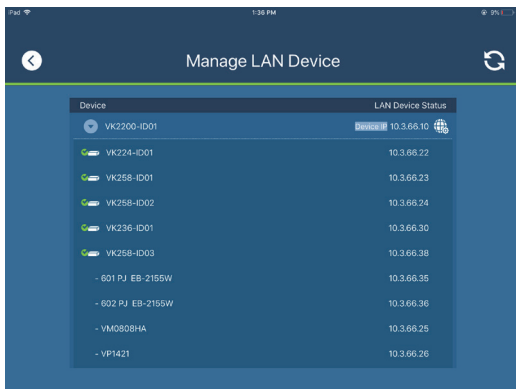 iPad 1:36 PM 9%
Manage LAN Device
Device LAN Device Status
VK2200-ID01 Device IP 10.3.66.10
VK224-ID01 10.3.66.22
VK258-ID01 10.3.66.23
VK258-ID02 10.3.66.24
VK236-ID01 10.3.66.30
VK258-ID03 10.3.66.38
- 601 PJ EB-2155W 10.3.66.35
- 602 PJ EB-2155W 10.3.66.36
- VM0808HA 10.3.66.25
- VP1421 10.3.66.26